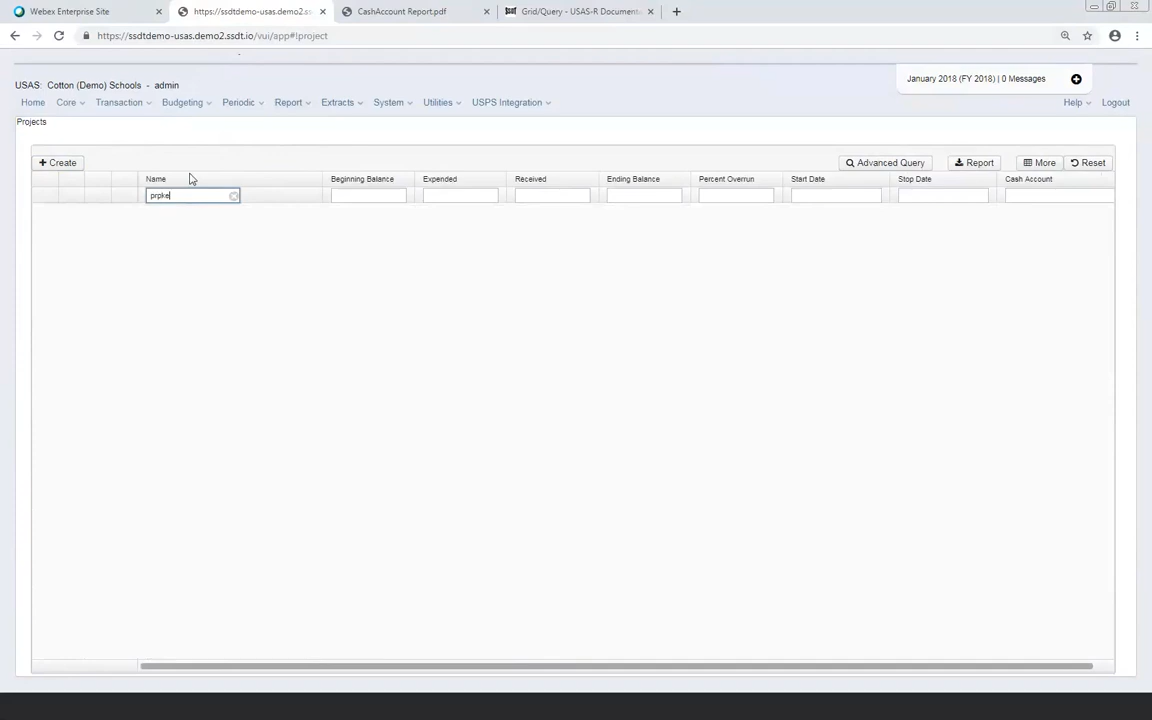 Webex Enterprise Site
https://ssdtdemo-usas.demo2.ss
CashAccount Report.pdf
Grid/Query - USAS-R Document
https://ssdtdemo-usas.demo2.ssdt.io/vui/app#!project
USAS: Cotton (Demo) Schools - admin
January 2018 (FY 2018) | 0 Messages
Home Core Transaction Budgeting Periodic Report Extracts System Utilities USPS Integration Help Logout
Projects
+ Create Advanced Query Report More Reset
Name Beginning Balance Expended Received Ending Balance Percent Overrun Start Date Stop Date Cash Account
prpke